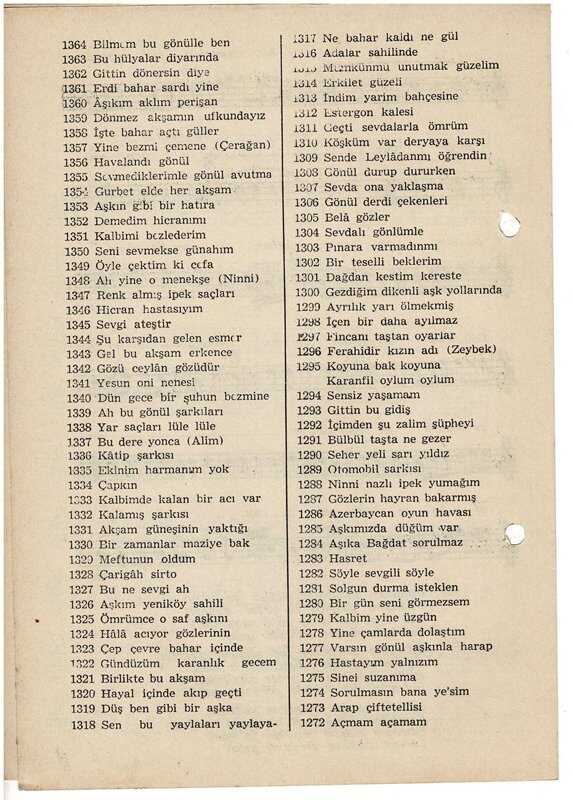 1364 Bilmem bu gönülle ben
1363 Bu hülyalar diyarında
1362 Gittin dönersin diye
1361 Erdi bahar sardı yine
1360 Âşıkım aklım perişan
1359 Dönmez akşamın ufkundayız
1358 İşte bahar açtı güller
1357 Yine bezmi çemene (Çerağan)
1356 Havalandı gönül
1355 Sevmediklerimle gönül avutma
1354 Gurbet elde her akşam
1353 Aşkın gibi bir hatıra
1352 Demedim hicranımı
1351 Kalbimi bezlederim
1350 Seni sevmekse günahım
1349 Öyle çektim ki cefa
1348 Ah yine o menekşe (Ninni)
1347 Renk almış ipek saçları
1346 Hicran hastasıyım
1345 Sevgi ateştir
1344 Şu karşıdan gelen esmer
1343 Gel bu akşam erkence
1342 Gözü ceylân gözüdür
1341 Yesun oni nenesi
1340 Dün gece bir şuhun bezmine
1339 Ah bu gönül şarkıları
1338 Yar saçları lüle lüle
1337 Bu dere yonca (Alim)
1336 Kâtip şarkısı
1335 Ekinim harmanım yok
1334 Çapkın
1333 Kalbimde kalan bir acı var
1332 Kalamış şarkısı
1331 Akşam güneşinin yaktığı
1330 Bir zamanlar maziye bak
1329 Meftunun oldum
1328 Çarigâh sirto
1327 Bu ne sevgi ah
1326 Aşkım yeniköy sahili
1325 Ömrümce o saf aşkını
1324 Hâlâ acıyor gözlerinin
1323 Çep çevre bahar içinde
1322 Gündüzüm karanlık gecem
1321 Birlikte bu akşam
1320 Hayal içinde akıp geçti
1319 Düş ben gibi bir aşka
1318 Sen bu yaylaları yaylaya-
1317 Ne bahar kaldı ne gül
1316 Adalar sahilinde
1315 Mümkünmü unutmak güzelim
1314 Erkilet güzeli
1313 İndim yarim bahçesine
1312 Estergon kalesi
1311 Geçti sevdalarla ömrüm
1310 Köşküm var deryaya karşı
1309 Sende Leylâdanmı öğrendin
1308 Gönül durup dururken
1307 Sevda ona yaklaşma
1306 Gönül derdi çekenleri
1305 Belâ gözler
1304 Sevdalı gönlümle
1303 Pınara varmadınmı
1302 Bir teselli beklerim
1301 Dağdan kestim kereste
1300 Gezdiğim dikenli aşk yollarında
1299 Ayrılık yarı ölmekmiş
1298 İçen bir daha ayılmaz
1297 Fincanı taştan oyarlar
1296 Ferahidir kızın adı (Zeybek)
1295 Koyuna bak koyuna
Karanfil oylum oylum
1294 Sensiz yaşamam
1293 Gittin bu gidiş
1292 İçimden şu zalim şüpheyi
1291 Bülbül taşta ne gezer
1290 Seher yeli sarı yıldız
1289 Otomobil sarkısı
1288 Ninni nazlı ipek yumağım
1287 Gözlerin hayran bakarmış
1286 Azerbaycan oyun havası
1285 Aşkımızda düğüm var
1284 Aşıka Bağdat sorulmaz
1283 Hasret
1282 Söyle sevgili söyle
1281 Solgun durma isteklen
1280 Bir gün seni görmezsem
1279 Kalbim yine üzgün
1278 Yine çamlarda dolaştım
1277 Varsın gönül aşkınla harap
1276 Hastayım yalnızım
1275 Sinei suzanıma
1274 Sorulmasın bana ye'sim
1273 Arap çiftetellisi
1272 Açmam açamam